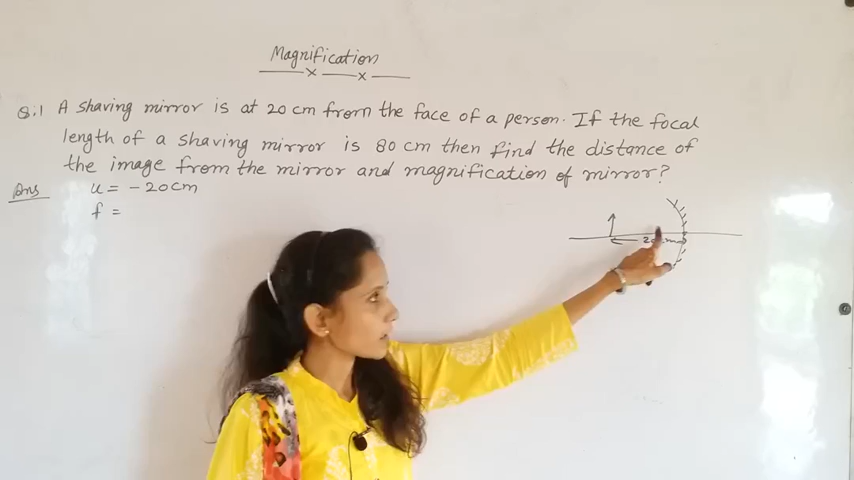 Magnification
Q:1 A shaving mirror is at 20 cm from the face of a person. If the focal
length of a shaving mirror is 80 cm then find the distance of
the image from the mirror and magnification of mirror?
Ans u = - 20cm
f =